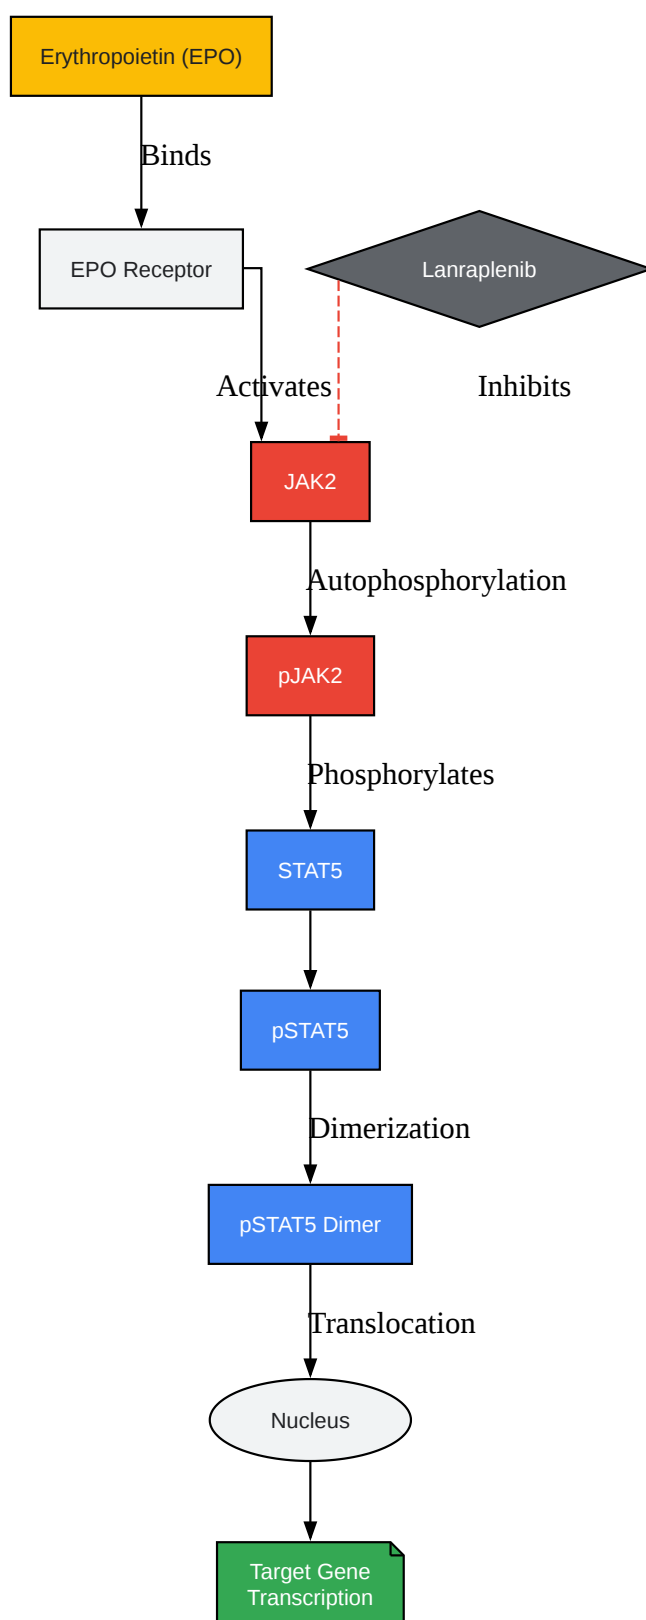 Erythropoietin (EPO)
Binds
EPO Receptor
Lanraplenib
Activates
Inhibits
JAK2
Autophosphorylation
pJAK2
Phosphorylates
STAT5
pSTAT5
Dimerization
pSTAT5 Dimer
Translocation
Nucleus
Target Gene
Transcription